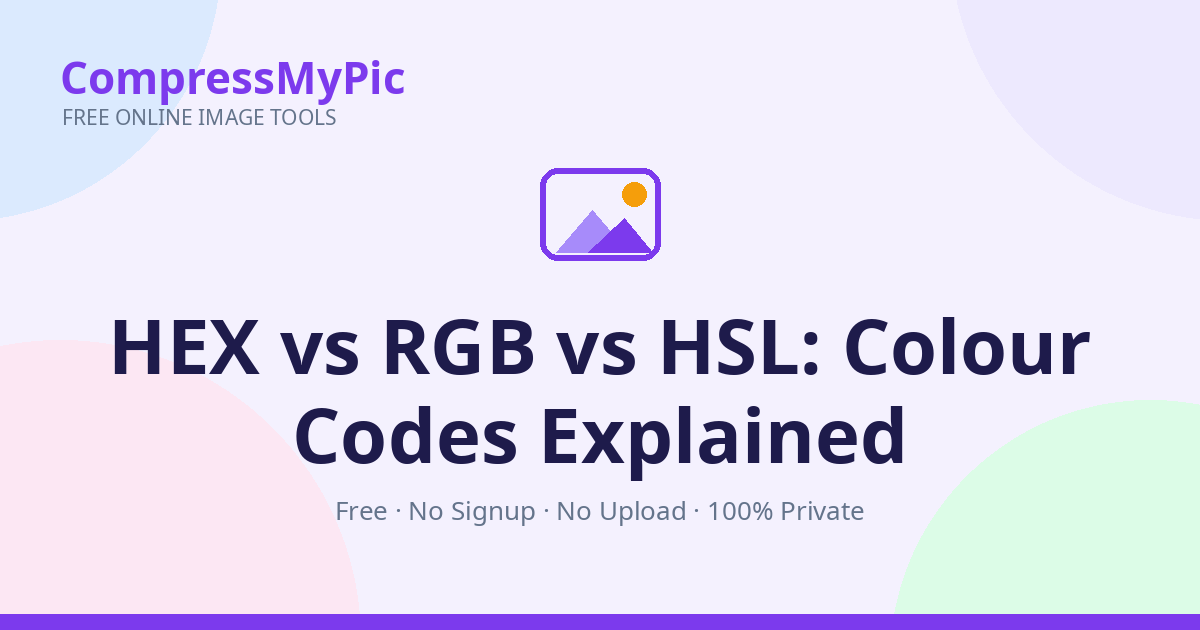 CompressMyPic
FREE ONLINE IMAGE TOOLS
HEX vs RGB vs HSL: Colour
Codes Explained
Free · No Signup · No Upload · 100% Private